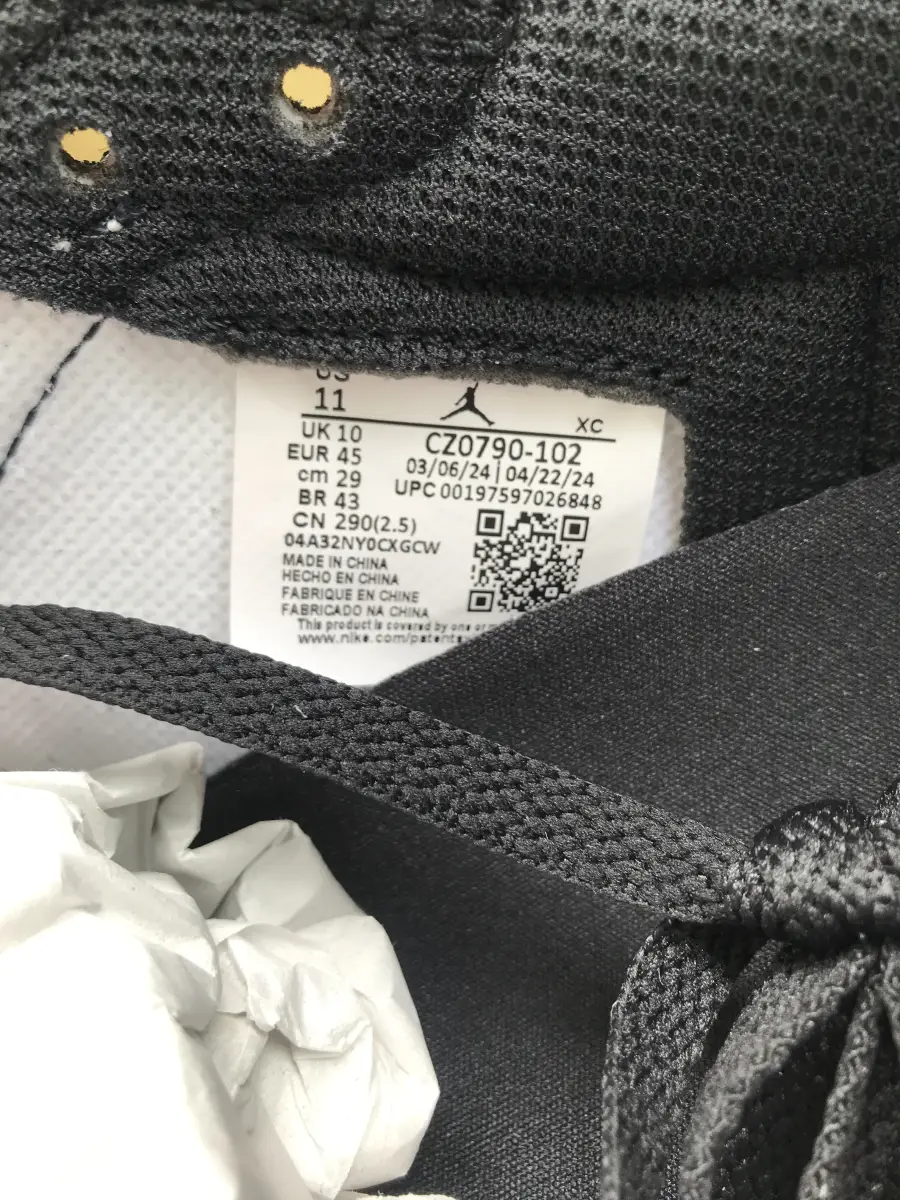 US
11
XC
UK 10
EUR 45
cm 29
BR 43
CN 290(2.5)
04A32NY0CXGCW
CZ0790-102
03/06/24 | 04/22/24
UPC 00197597026848
MADE IN CHINA
HECHO EN CHINA
FABRIQUE EN CHINE
FABRICADO NA CHINA
This product is covered by one or
www.nike.com/patents